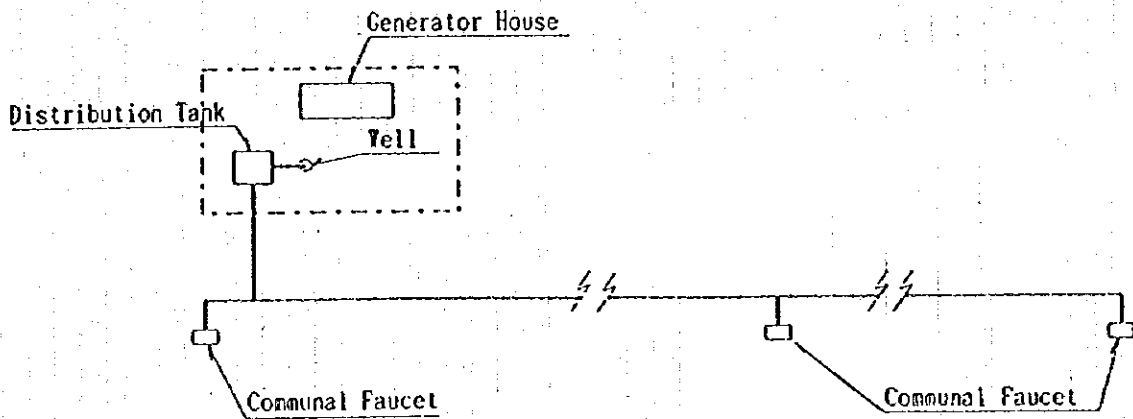 Generator House
Distribution Tank
Well
Communal Faucet
Communal Faucet